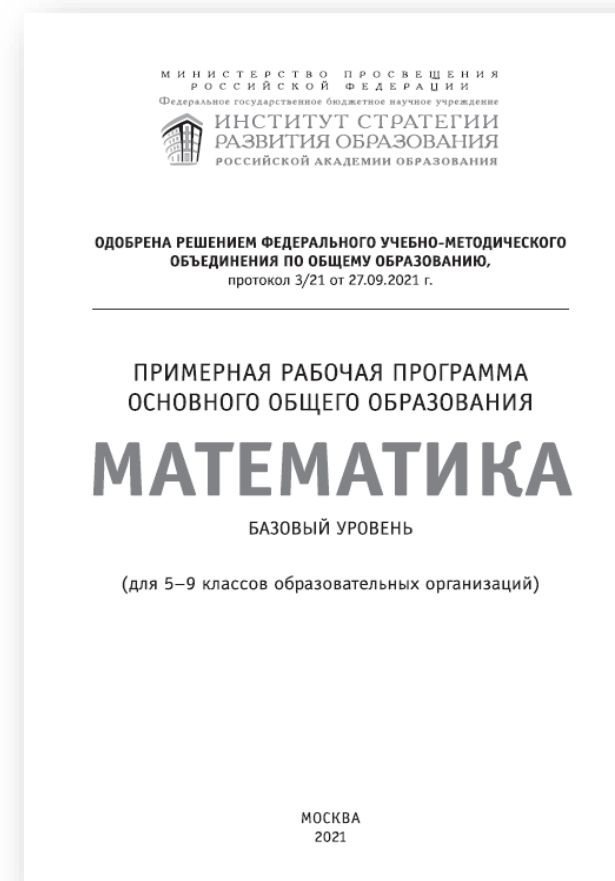 МИНИСТЕРСТВО ПРОСВЕЩЕНИЯ
РОССИЙСКОЙ ФЕДЕРАЦИИ
Федеральное государственное бюджетное научное учреждение
ИНСТИТУТ СТРАТЕГИИ
РАЗВИТИЯ ОБРАЗОВАНИЯ
РОССИЙСКОЙ АКАДЕМИИ ОБРАЗОВАНИЯ
ОДОБРЕНА РЕШЕНИЕМ ФЕДЕРАЛЬНОГО УЧЕБНО-МЕТОДИЧЕСКОГО
ОБЪЕДИНЕНИЯ ПО ОБЩЕМУ ОБРАЗОВАНИЮ,
протокол 3/21 от 27.09.2021 г.
ПРИМЕРНАЯ РАБОЧАЯ ПРОГРАММА
ОСНОВНОГО ОБЩЕГО ОБРАЗОВАНИЯ
МАТЕМАТИКА
БАЗОВЫЙ УРОВЕНЬ
(для 5–9 классов образовательных организаций)
МОСКВА
2021